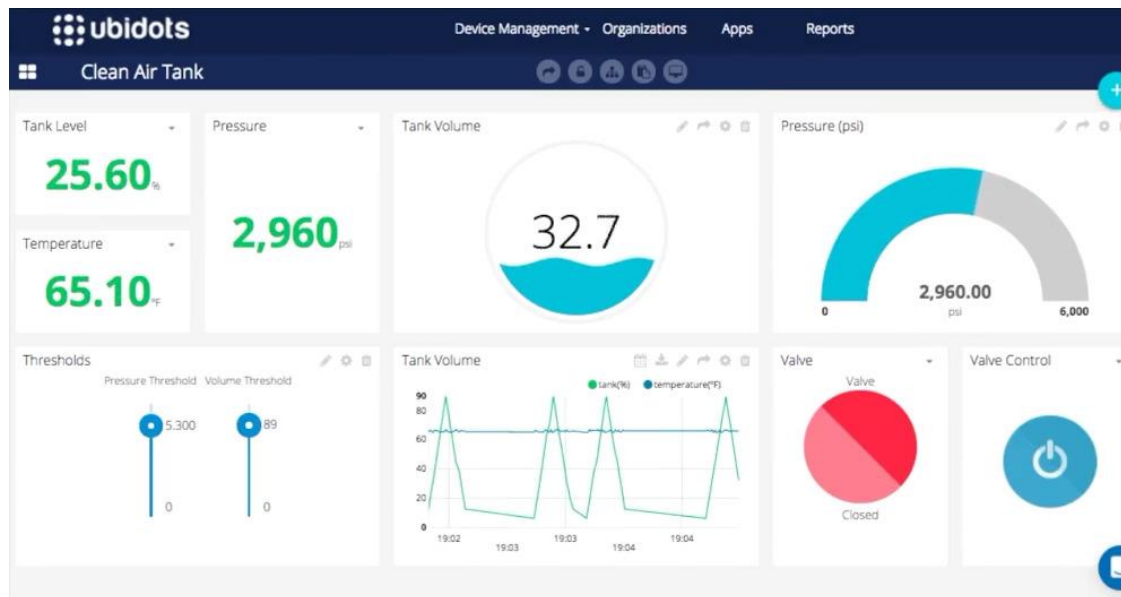 ubidots
Device Management
Organizations
Apps
Reports
Clean Air Tank
Tank Level
25.60 %
Pressure
2,960 psi
Temperature
65.10 °F
Tank Volume
32.7
Pressure (psi)
2,960.00
psi
0
6,000
Thresholds
Pressure Threshold
Volume Threshold
5.300
89
0
0
Tank Volume
tank(%)
temperature(°F)
90
80
60
40
20
0
19:02
19:03
19:03
19:04
19:04
Valve
Valve
Closed
Valve Control